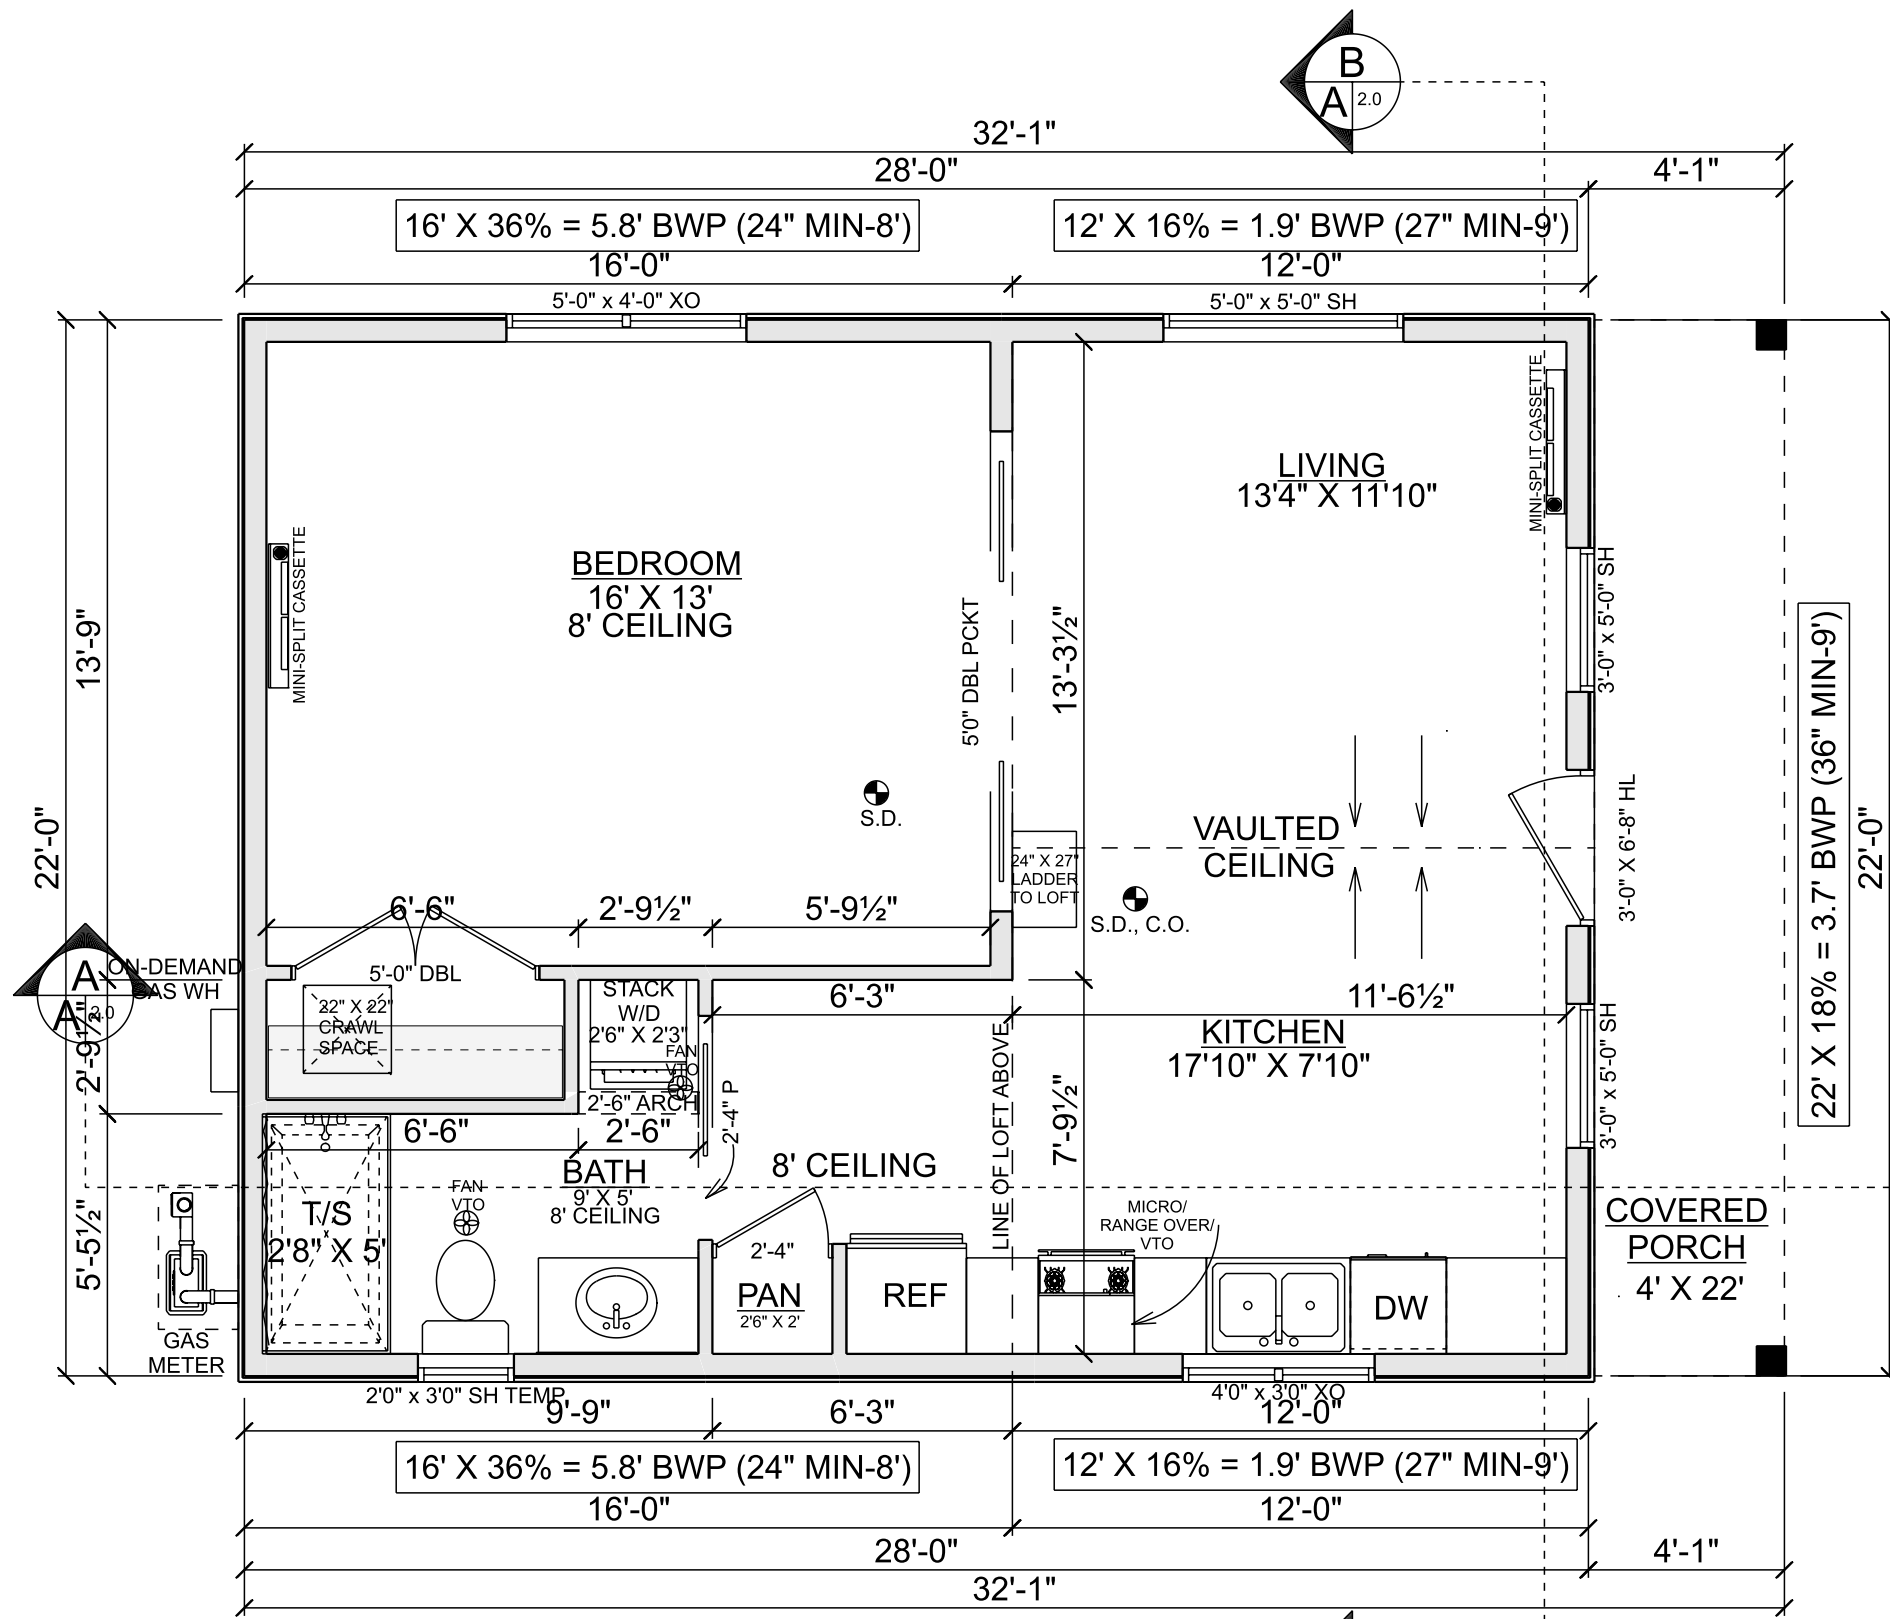 B
A 2.0
32'-1"
28'-0" 4'-1"
16' X 36% = 5.8' BWP (24" MIN-8') 12' X 16% = 1.9' BWP (27" MIN-9')
16'-0" 12'-0"
5'-0" x 4'-0" XO 5'-0" x 5'-0" SH
MINI-SPLIT CASSETTE
LIVING
13'4" X 11'10"
BEDROOM
16' X 13'
8' CEILING
MINI-SPLIT CASSETTE
3'-0" x 5'-0" SH
13'-9"
5'0" DBL PCKT
13'-3½"
22' X 18% = 3.7' BWP (36" MIN-9')
22'-0"
22'-0"
S.D.
VAULTED
CEILING
3'-0" X 6'-8" HL
24" X 27"
LADDER
TO LOFT
S.D., C.O.
6'-6" 2'-9½" 5'-9½"
5'-0" DBL
A
A 2.0
ON-DEMAND
GAS WH
2'-9½"
22" X 22"
CRAWL
SPACE
STACK
W/D
2'6" X 2'3"
FAN
VTO
2'-6" ARCH
2'-4" P
6'-3" 11'-6½"
KITCHEN
17'10" X 7'10"
LINE OF LOFT ABOVE
7'-9½"
3'-0" x 5'-0" SH
6'-6" 2'-6"
8' CEILING
BATH
9' X 5'
8' CEILING
FAN
VTO
T/S
2'8" X 5'
5'-5½"
MICRO/
RANGE OVER/
VTO
COVERED
PORCH
4' X 22'
2'-4"
PAN
2'6" X 2'
REF
DW
GAS
METER
2'0" x 3'0" SH TEMP 4'0" x 3'0" XO
9'-9" 6'-3" 12'-0"
16' X 36% = 5.8' BWP (24" MIN-8') 12' X 16% = 1.9' BWP (27" MIN-9')
16'-0" 12'-0"
28'-0" 4'-1"
32'-1"